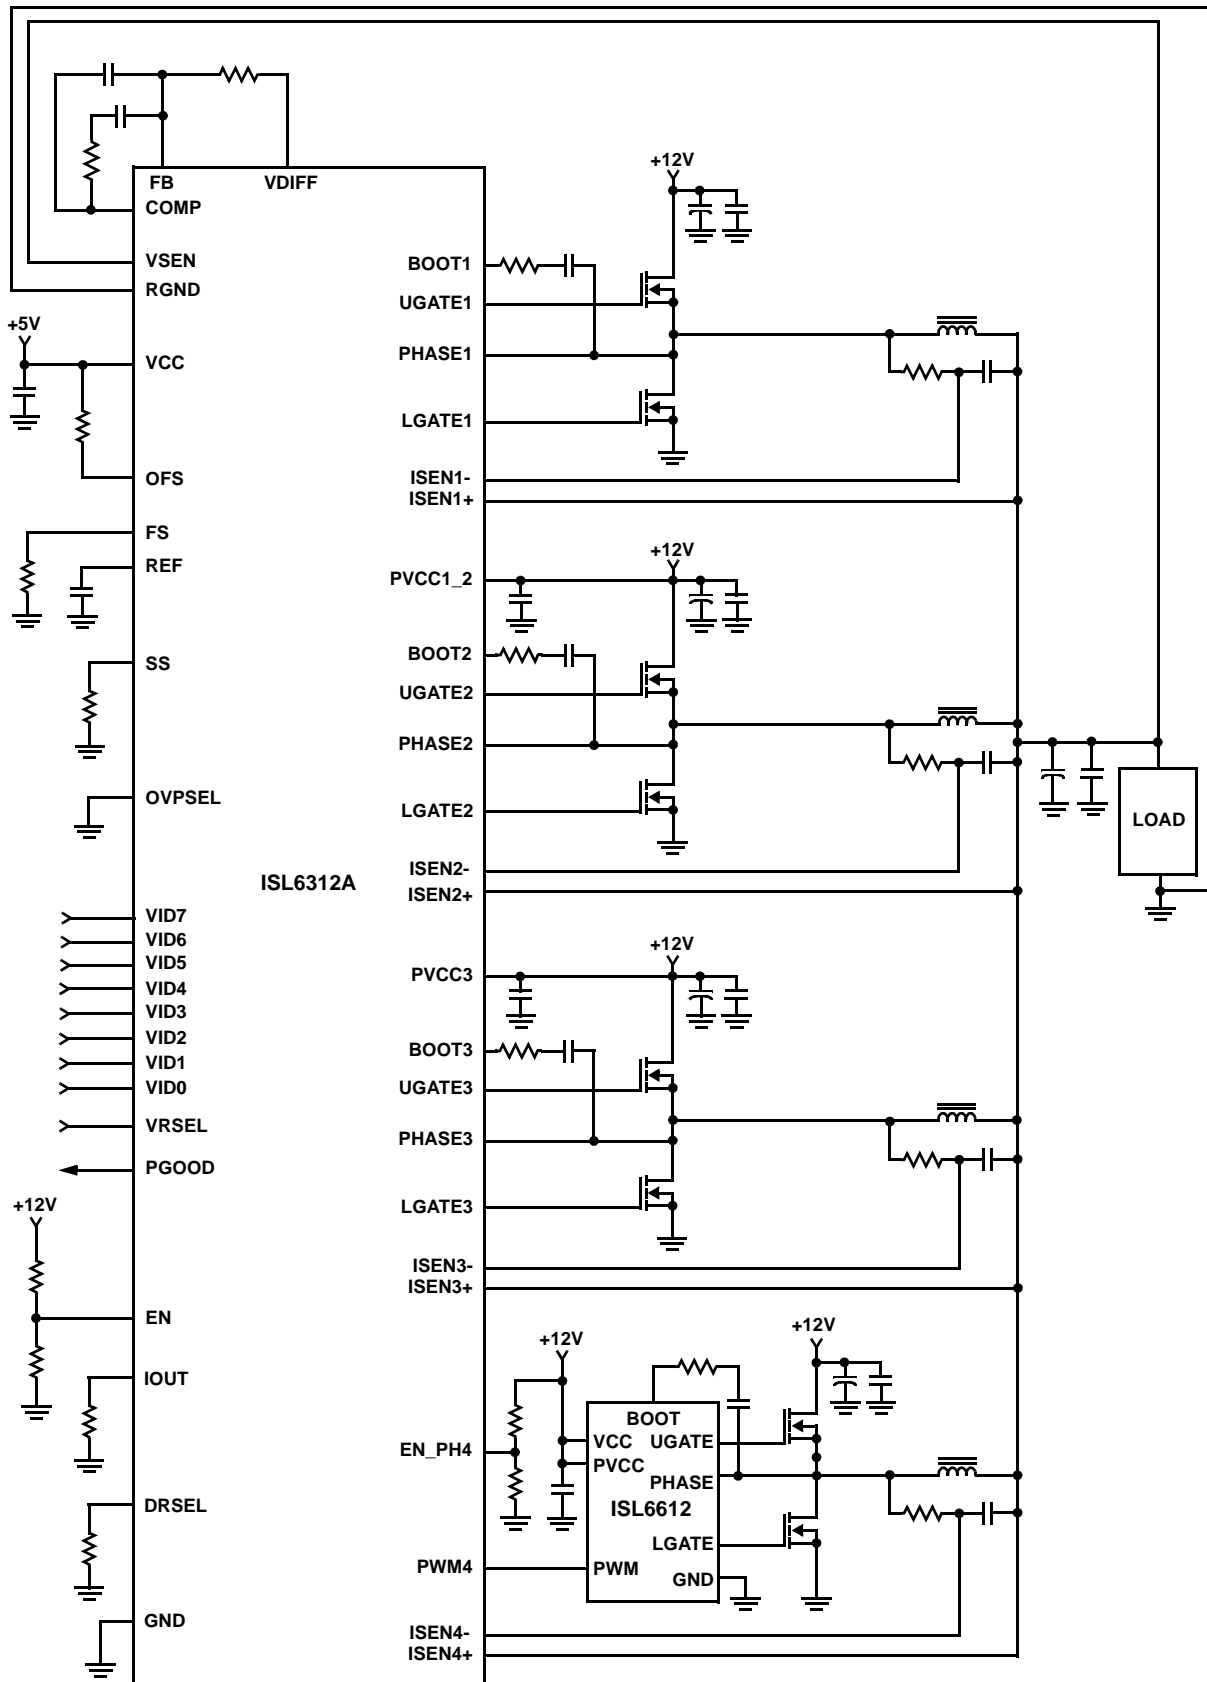 FB
VDIFF
COMP
VSEN
RGND
+5V
VCC
OFS
FS
REF
SS
OVPSEL
ISL6312A
VID7
VID6
VID5
VID4
VID3
VID2
VID1
VID0
VRSEL
PGOOD
+12V
EN
IOUT
DRSEL
GND
+12V
BOOT1
UGATE1
PHASE1
LGATE1
ISEN1-
ISEN1+
+12V
PVCC1_2
BOOT2
UGATE2
PHASE2
LGATE2
ISEN2-
ISEN2+
LOAD
+12V
PVCC3
BOOT3
UGATE3
PHASE3
LGATE3
ISEN3-
ISEN3+
+12V
+12V
EN_PH4
BOOT
VCC
UGATE
PVCC
PHASE
ISL6612
LGATE
PWM4
PWM
GND
ISEN4-
ISEN4+